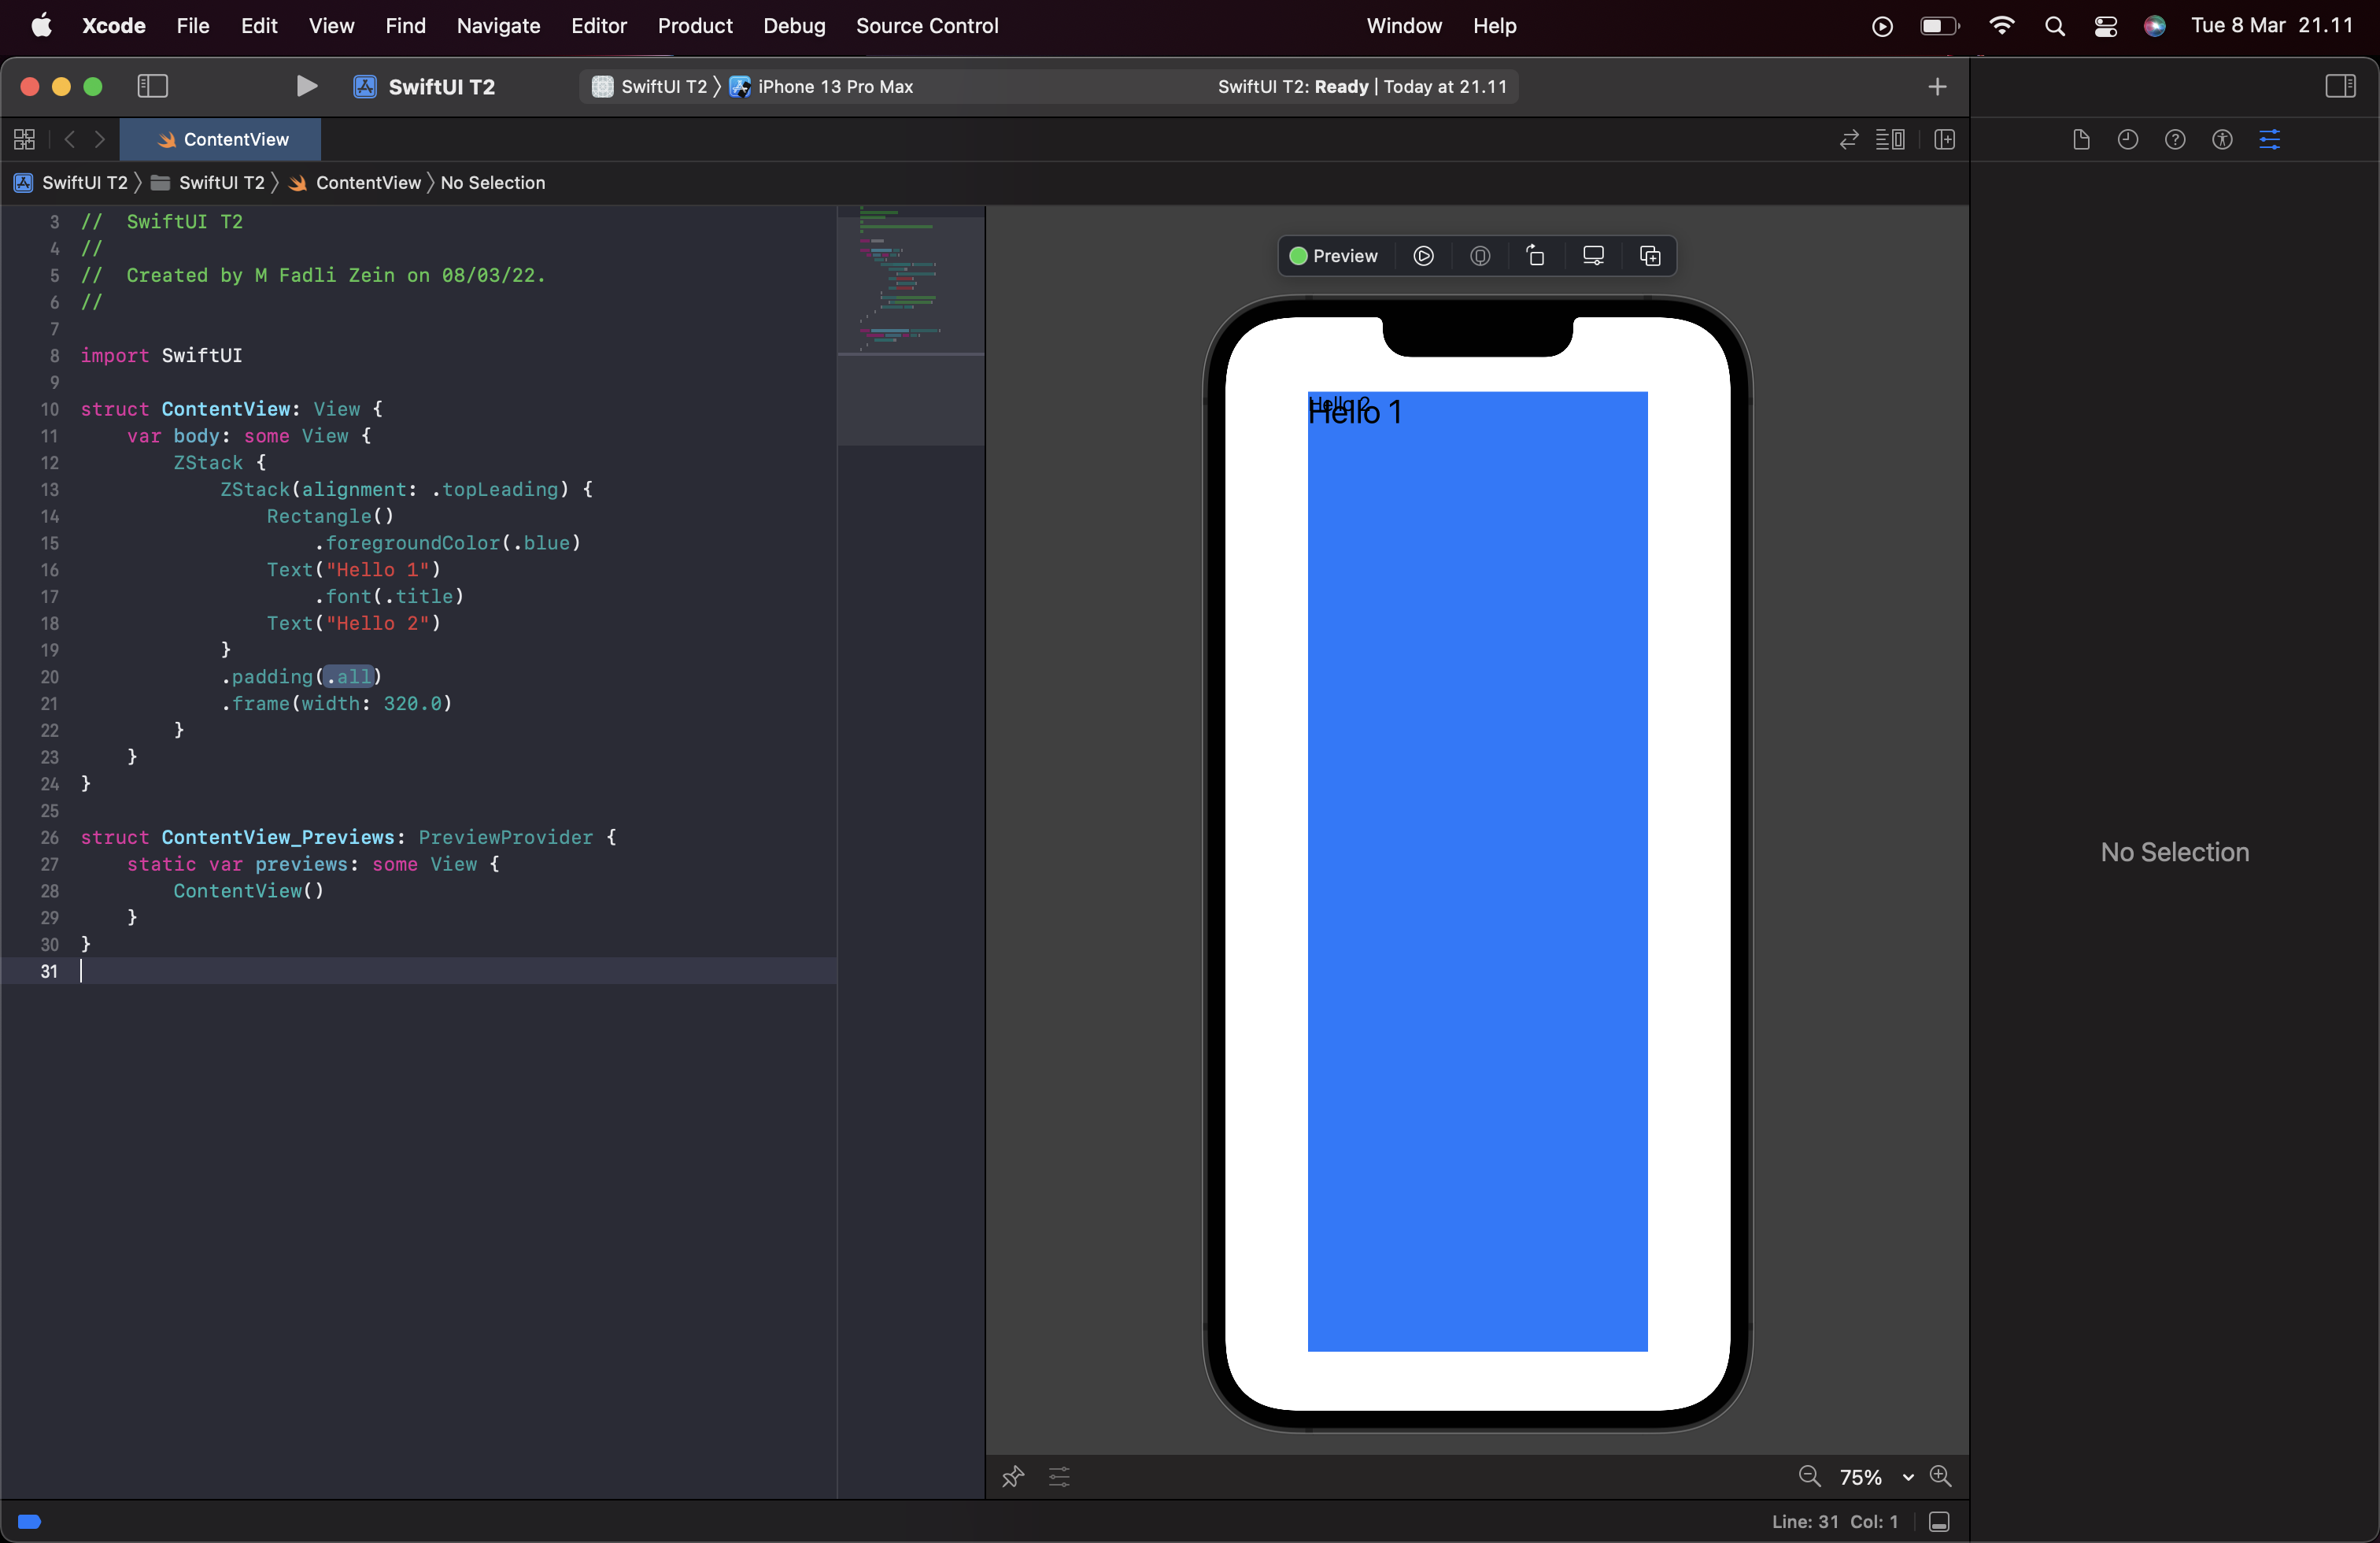 Xcode File Edit View Find Navigate Editor Product Debug Source Control Window Help Tue 8 Mar 21.11
SwiftUI T2 SwiftUI T2 iPhone 13 Pro Max SwiftUI T2: Ready | Today at 21.11
ContentView
SwiftUI T2 SwiftUI T2 ContentView No Selection
3 //  SwiftUI T2
4 //
5 //  Created by M Fadli Zein on 08/03/22.
6 //
7
8 import SwiftUI
9
10 struct ContentView: View {
11     var body: some View {
12         ZStack {
13             ZStack(alignment: .topLeading) {
14                 Rectangle()
15                     .foregroundColor(.blue)
16                 Text("Hello 1")
17                     .font(.title)
18                 Text("Hello 2")
19             }
20             .padding(.all)
21             .frame(width: 320.0)
22         }
23     }
24 }
25
26 struct ContentView_Previews: PreviewProvider {
27     static var previews: some View {
28         ContentView()
29     }
30 }
31
Preview
Hello 2
Hello 1
75%
No Selection
Line: 31 Col: 1